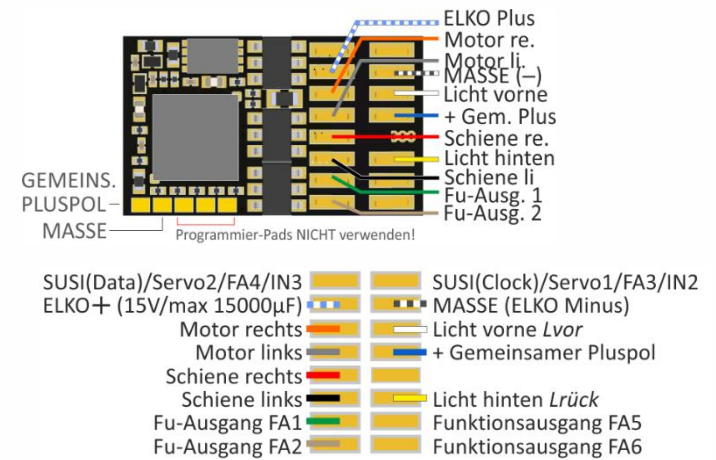 ELKO Plus
Motor re.
Motor li.
MASSE (–)
Licht vorne
+ Gem. Plus
Schiene re.
Licht hinten
Schiene li
Fu-Ausg. 1
Fu-Ausg. 2
GEMEINS.
PLUSPOL
MASSE
Programmier-Pads NICHT verwenden!
SUSI(Data)/Servo2/FA4/IN3 SUSI(Clock)/Servo1/FA3/IN2
ELKO+ (15V/max 15000µF) MASSE (ELKO Minus)
Motor rechts Licht vorne Lvor
Motor links + Gemeinsamer Pluspol
Schiene rechts
Schiene links Licht hinten Lrück
Fu-Ausgang FA1 Funktionsausgang FA5
Fu-Ausgang FA2 Funktionsausgang FA6